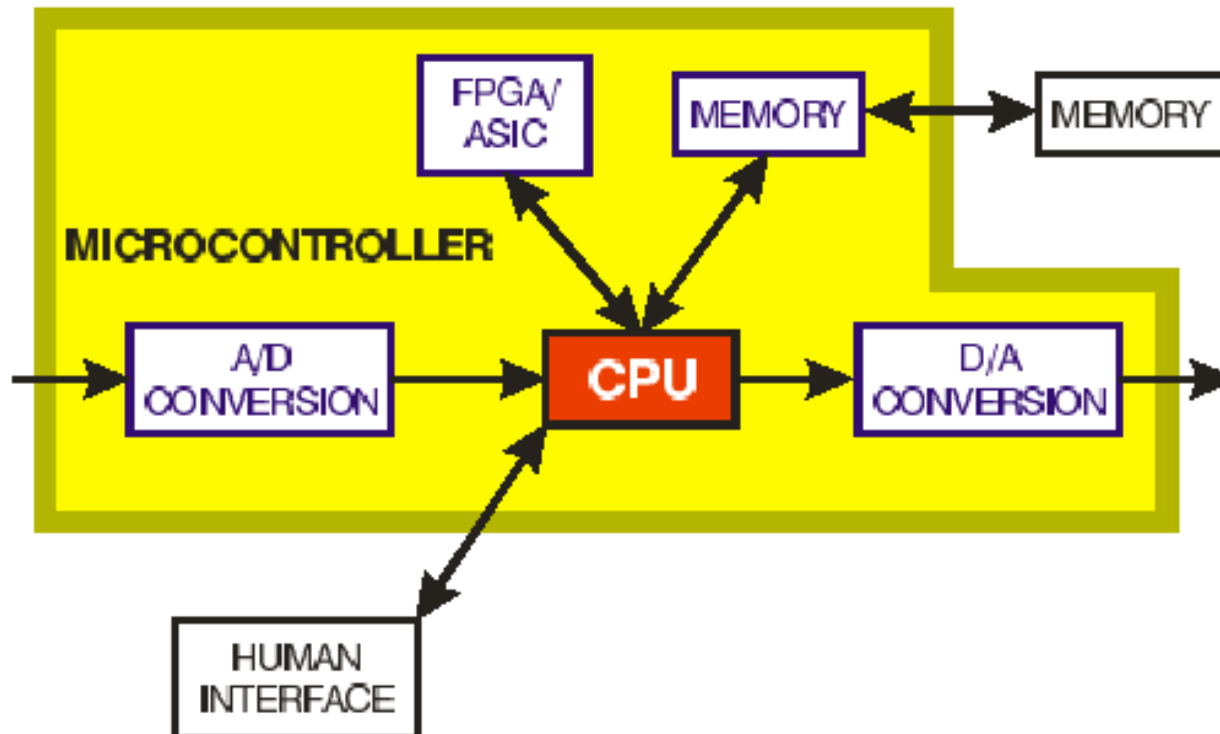 FPGA/
ASIC
MEMORY
MEMORY
MICROCONTROLLER
A/D
CONVERSION
CPU
D/A
CONVERSION
HUMAN
INTERFACE